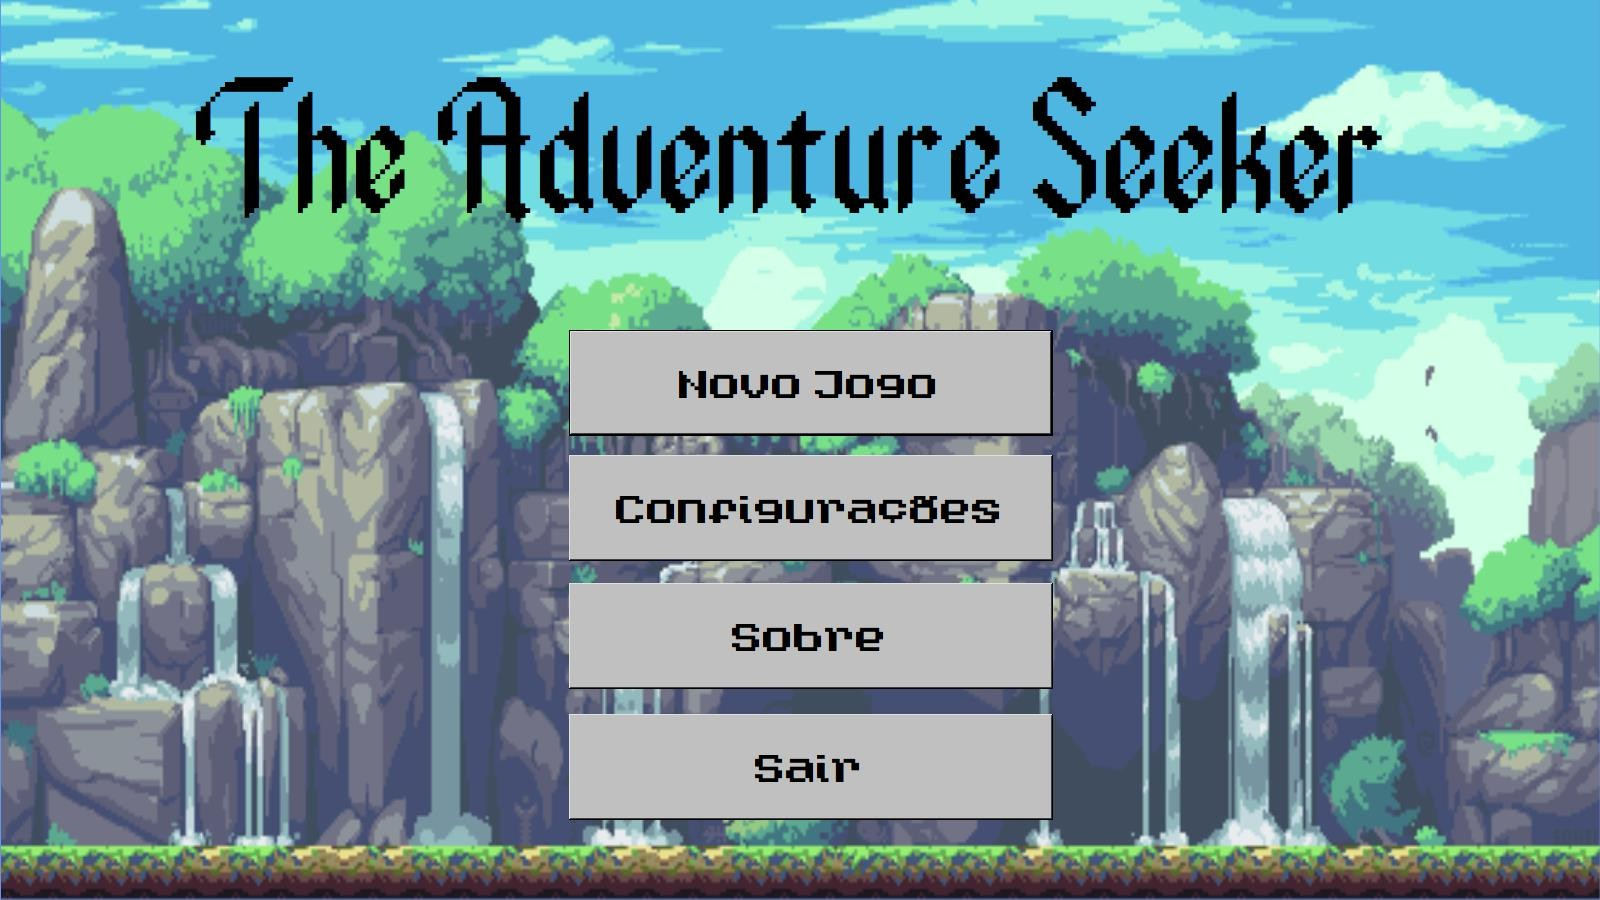 The Adventure Seeker
Novo Jogo
Configurações
Sobre
Sair